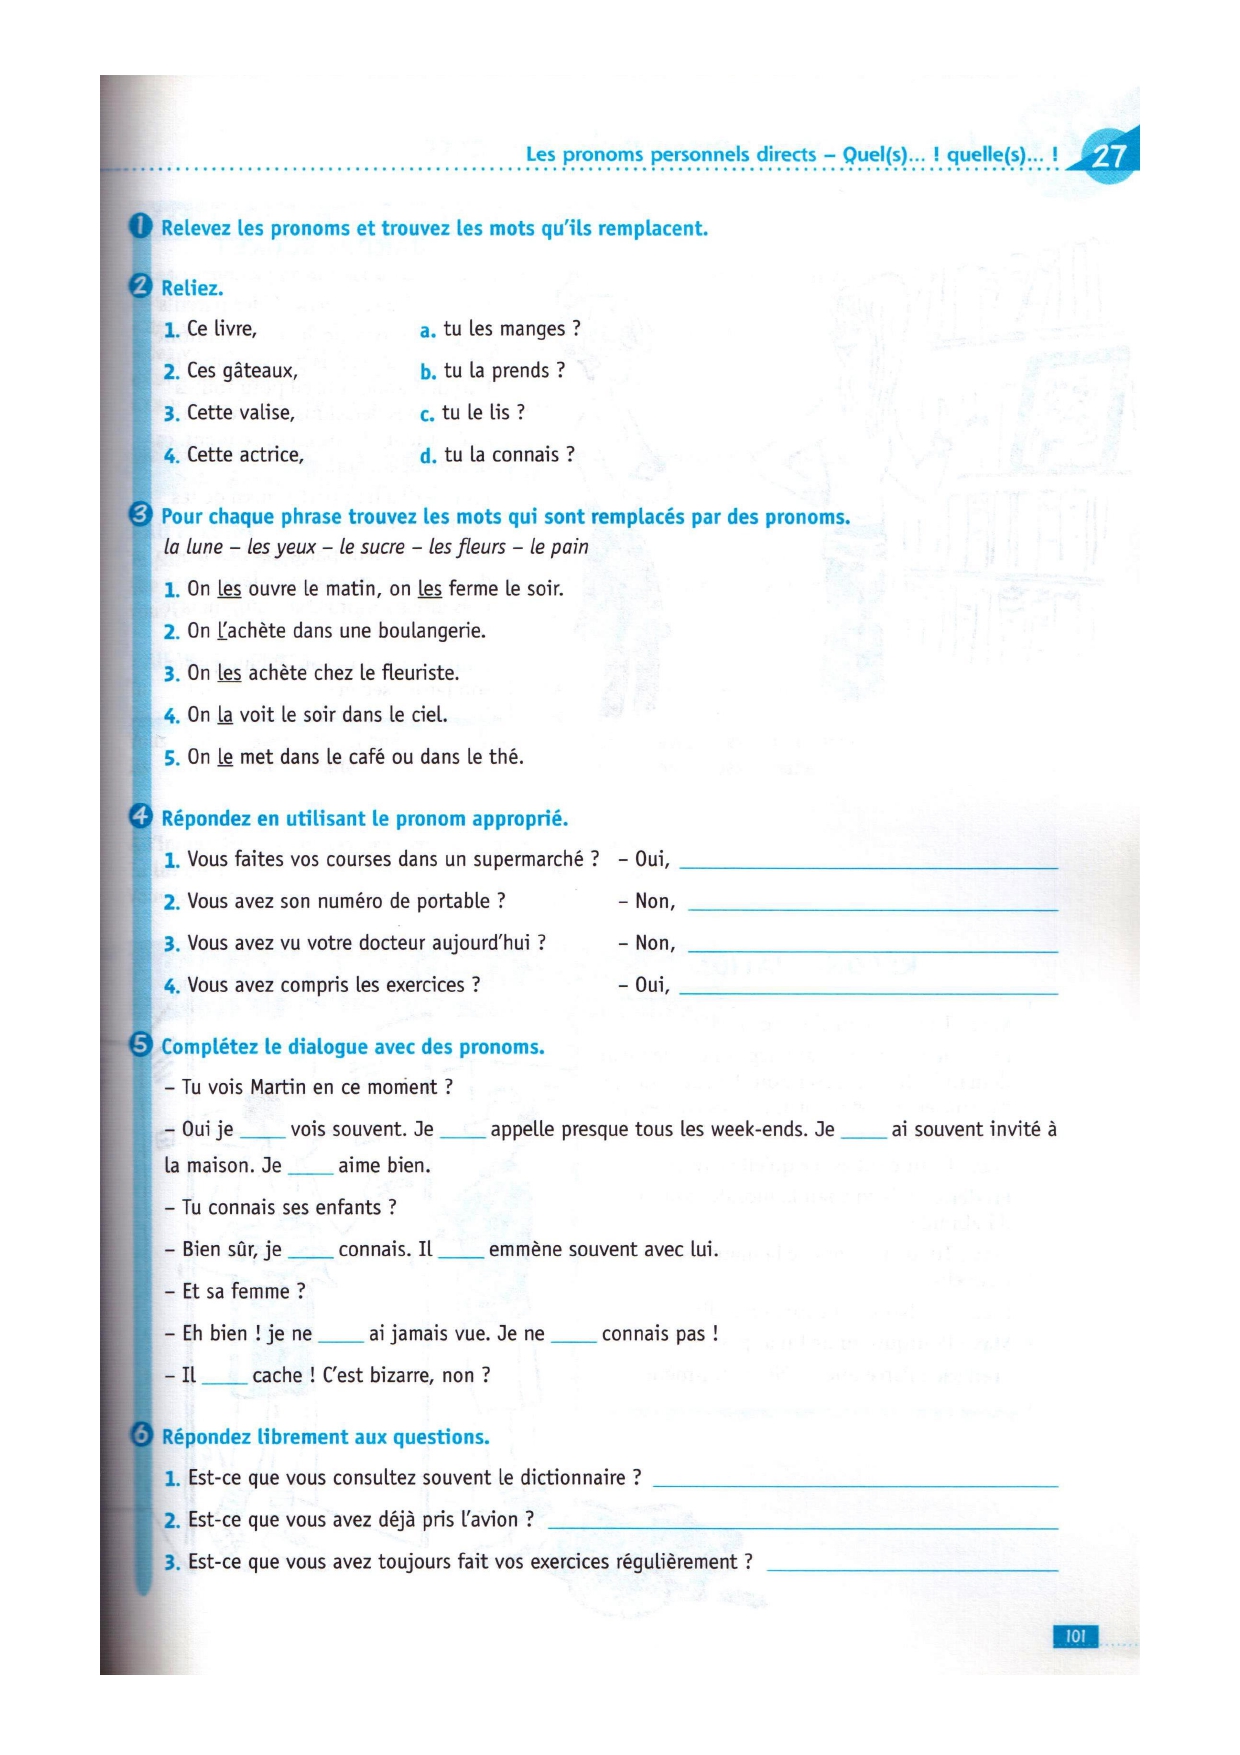 Les pronoms personnels directs – Quel(s)... ! quelle(s)... ! 27
1 Relevez les pronoms et trouvez les mots qu'ils remplacent.
2 Reliez.
1. Ce livre, a. tu les manges ?
2. Ces gâteaux, b. tu la prends ?
3. Cette valise, c. tu le lis ?
4. Cette actrice, d. tu la connais ?
3 Pour chaque phrase trouvez les mots qui sont remplacés par des pronoms.
la lune – les yeux – le sucre – les fleurs – le pain
1. On les ouvre le matin, on les ferme le soir.
2. On l'achète dans une boulangerie.
3. On les achète chez le fleuriste.
4. On la voit le soir dans le ciel.
5. On le met dans le café ou dans le thé.
4 Répondez en utilisant le pronom approprié.
1. Vous faites vos courses dans un supermarché ? – Oui, ____
2. Vous avez son numéro de portable ? – Non, ____
3. Vous avez vu votre docteur aujourd'hui ? – Non, ____
4. Vous avez compris les exercices ? – Oui, ____
5 Complétez le dialogue avec des pronoms.
– Tu vois Martin en ce moment ?
– Oui je ____ vois souvent. Je ____ appelle presque tous les week-ends. Je ____ ai souvent invité à
la maison. Je ____ aime bien.
– Tu connais ses enfants ?
– Bien sûr, je ____ connais. Il ____ emmène souvent avec lui.
– Et sa femme ?
– Eh bien ! je ne ____ ai jamais vue. Je ne ____ connais pas !
– Il ____ cache ! C'est bizarre, non ?
6 Répondez librement aux questions.
1. Est-ce que vous consultez souvent le dictionnaire ? ____
2. Est-ce que vous avez déjà pris l'avion ? ____
3. Est-ce que vous avez toujours fait vos exercices régulièrement ? ____
101